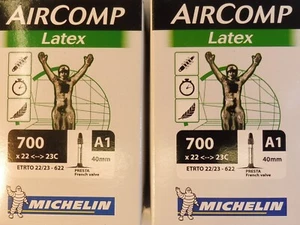 AIRCOMP
Latex
700
x 22 <--> 23C
ETRTO 22/23 - 622
A1
40mm
PRESTA
French valve
MICHELIN
AIRCOMP
Latex
700
x 22 <--> 23C
ETRTO 22/23 - 622
A1
40mm
PRESTA
French valve
MICHELIN